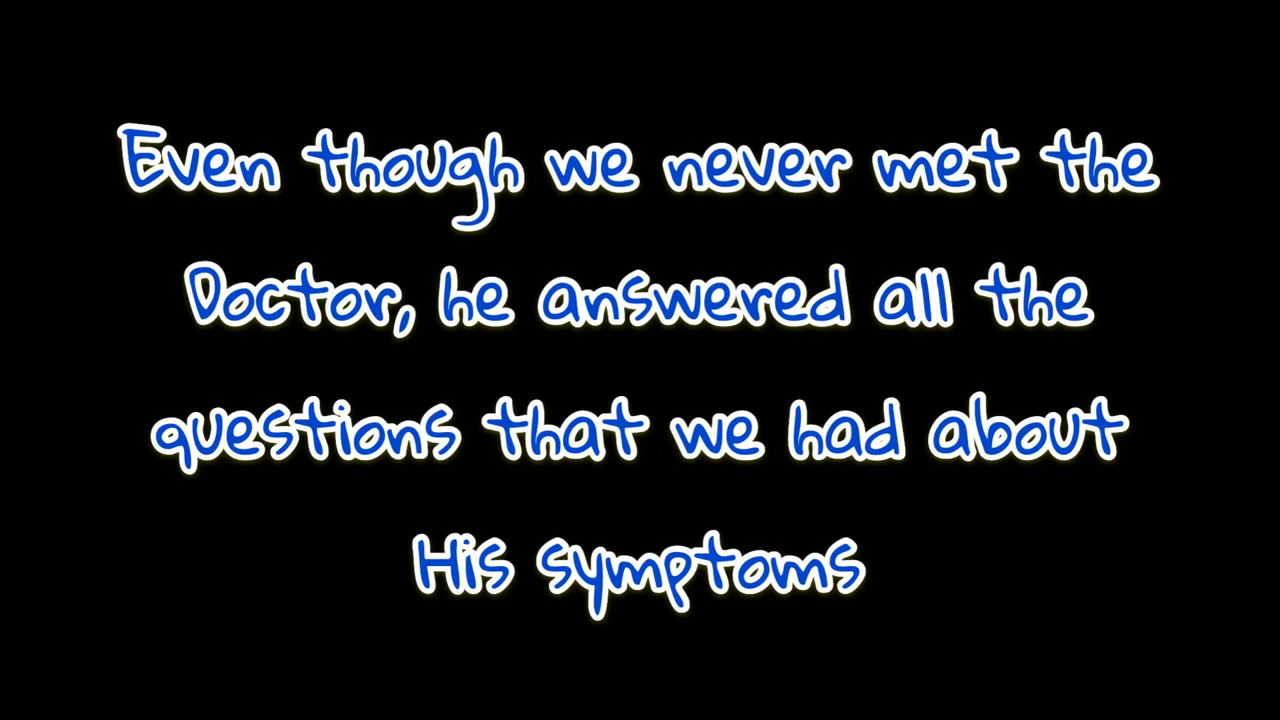 Even though we never met the
Doctor, he answered all the
questions that we had about
His symptoms